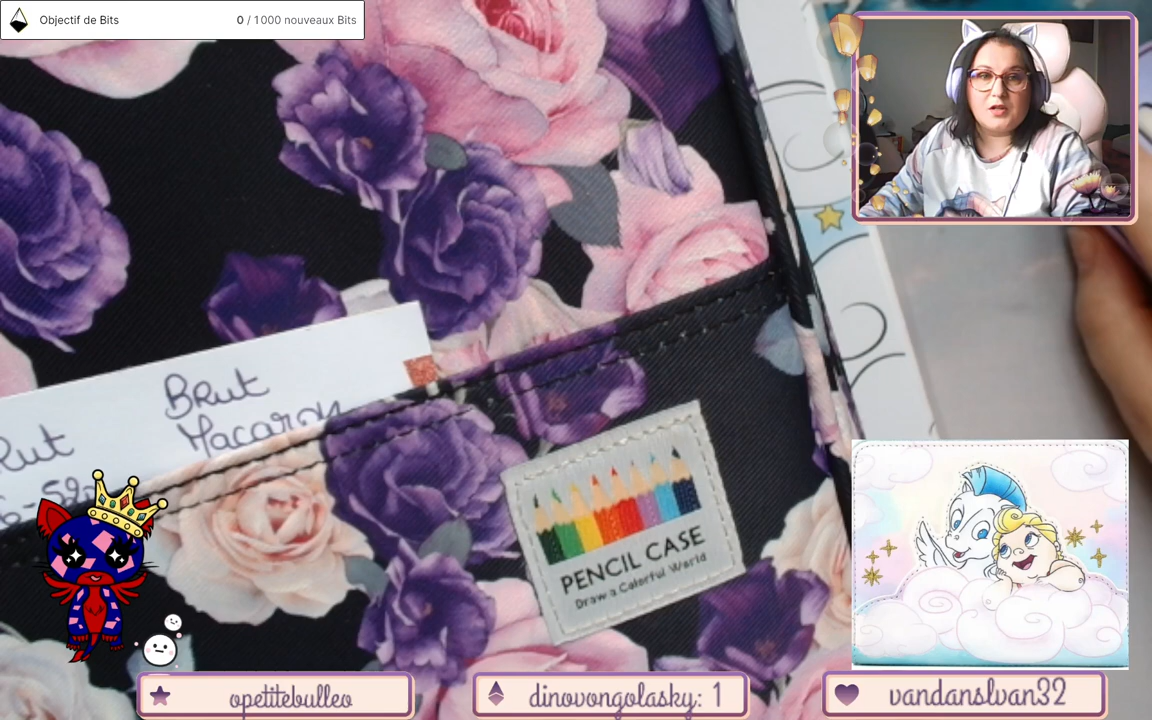 Objectif de Bits
0 / 1000 nouveaux Bits
Brut
Macaron
PENCIL CASE
Draw a Colorful World
opetitebulleo
dinovongolasky: 1
vandanslvan32